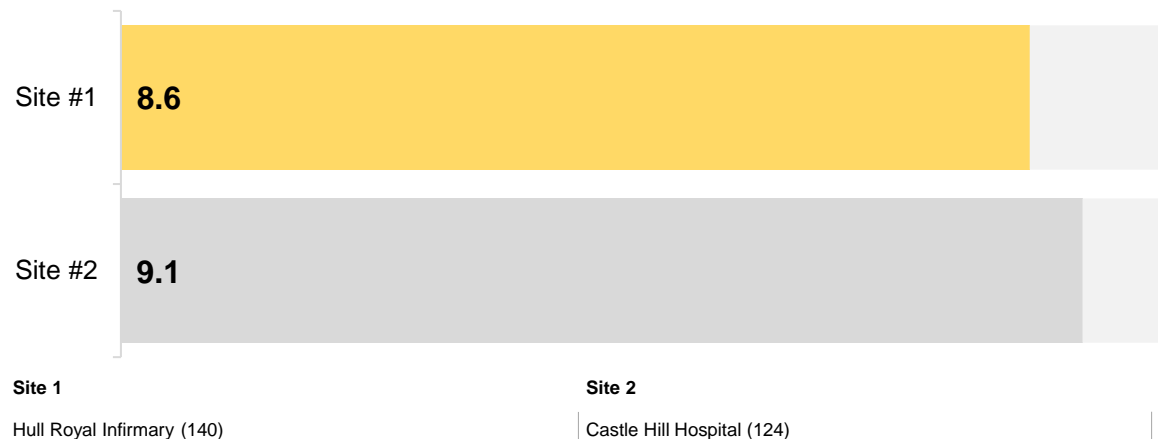 Site #1 8.6
Site #2 9.1
Site 1 Site 2
Hull Royal Infirmary (140) Castle Hill Hospital (124)